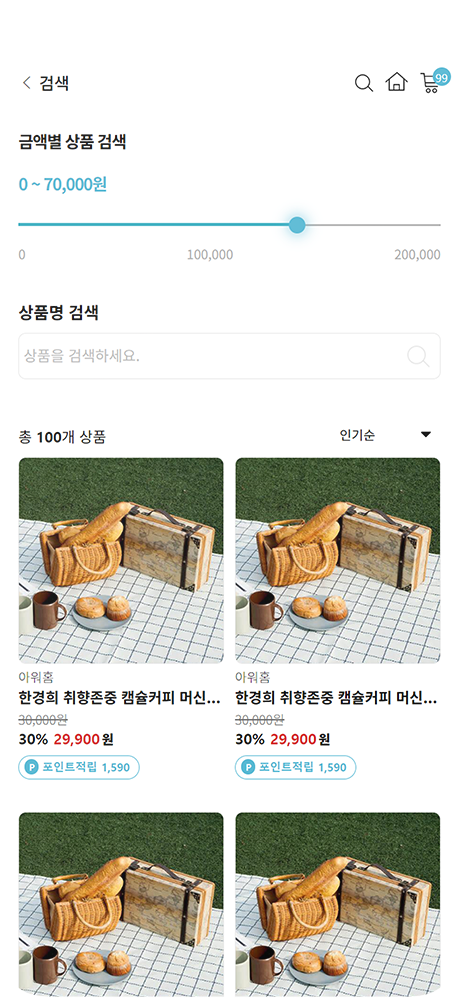 검색
99
금액별 상품 검색
0 ~ 70,000원
0 100,000 200,000
상품명 검색
상품을 검색하세요.
총 100개 상품 인기순
아워홈 아워홈
한경희 취향존중 캡슐커피 머신... 한경희 취향존중 캡슐커피 머신...
30,000원 30,000원
30% 29,900원 30% 29,900원
P 포인트적립 1,590 P 포인트적립 1,590